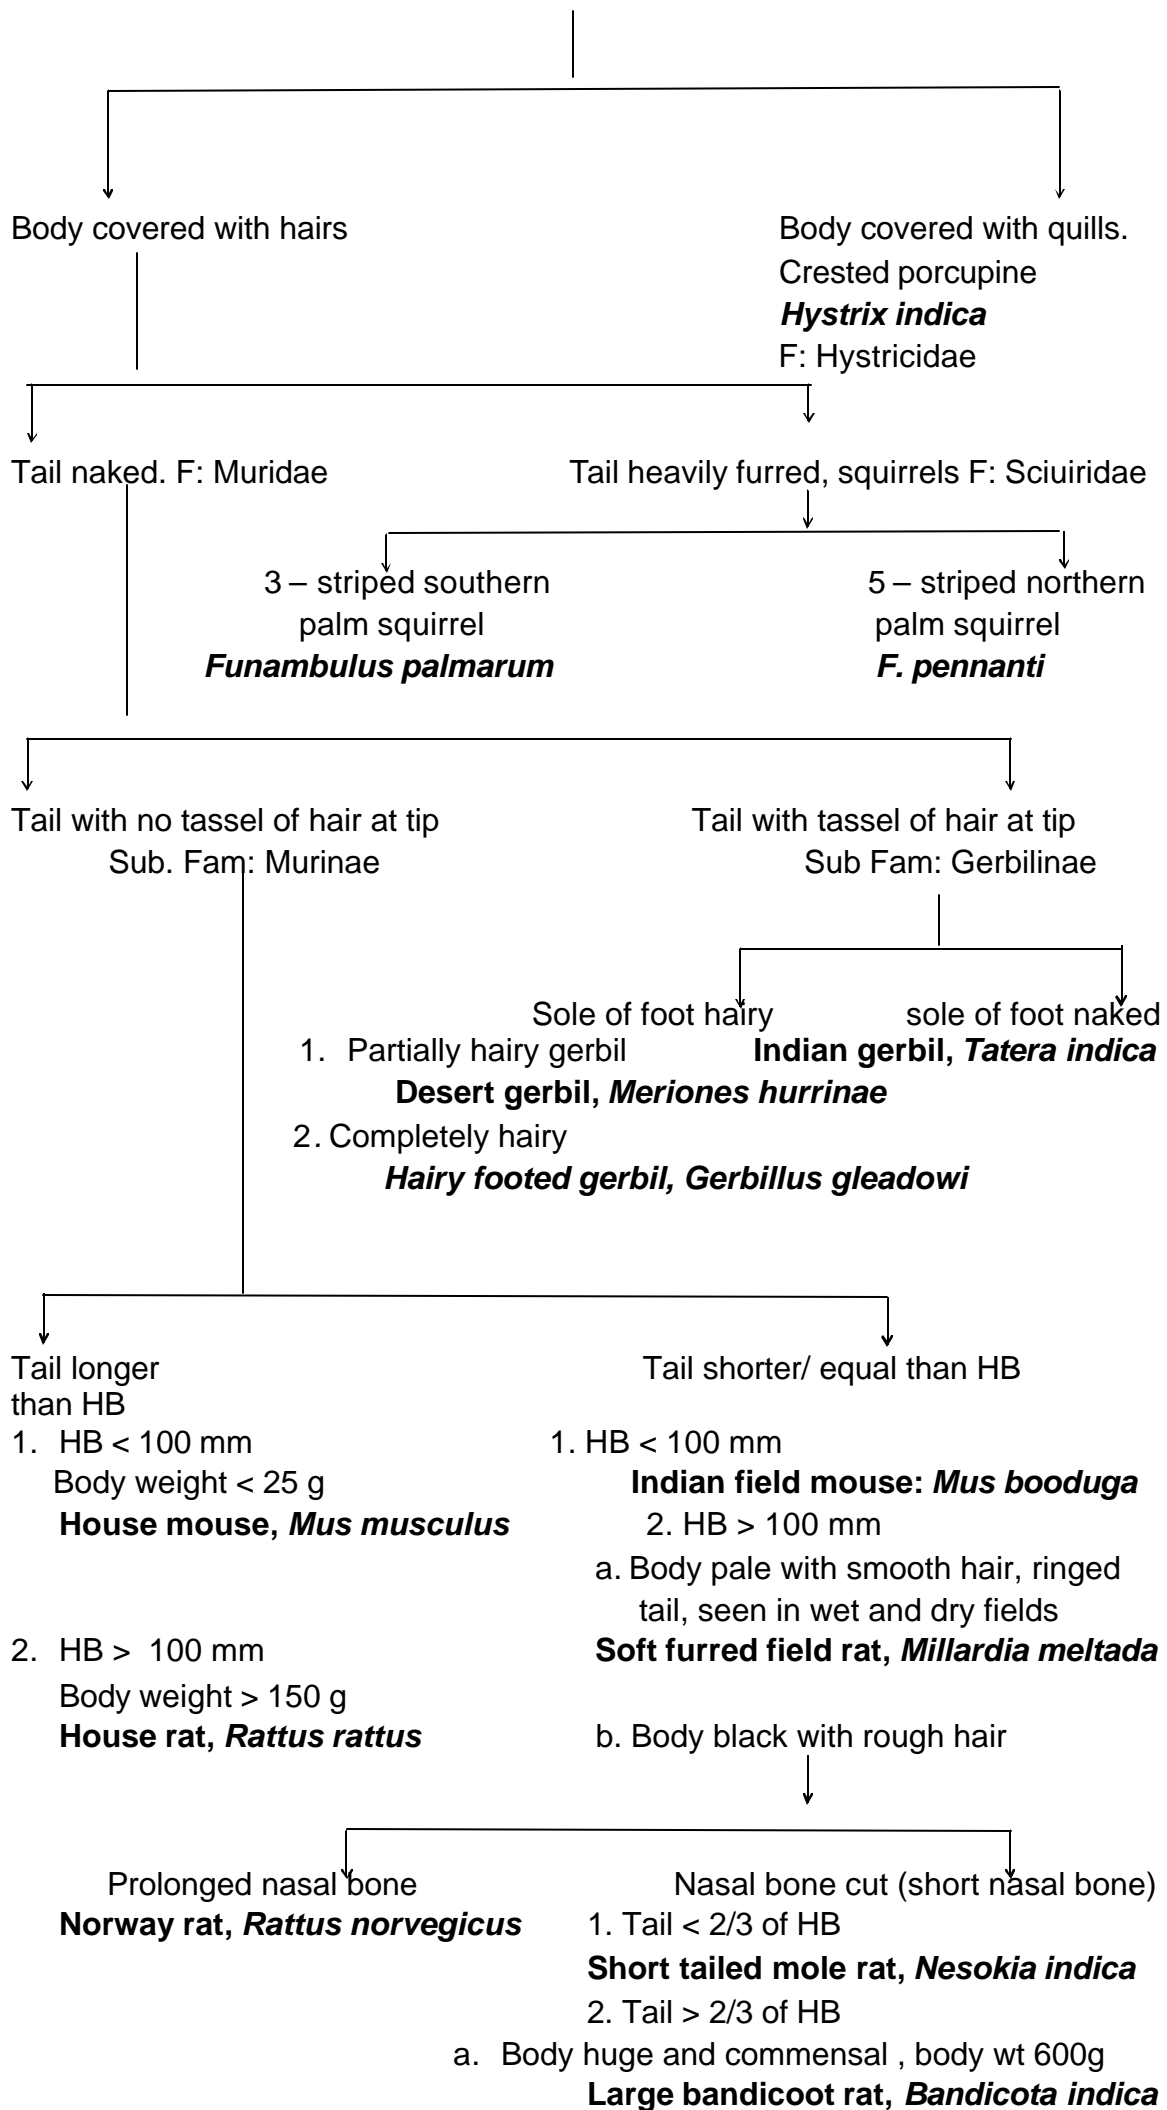 Body covered with hairs
Body covered with quills.
Crested porcupine
Hystrix indica
F: Hystricidae
Tail naked. F: Muridae
Tail heavily furred, squirrels F: Sciuiridae
3 – striped southern
palm squirrel
Funambulus palmarum
5 – striped northern
palm squirrel
F. pennanti
Tail with no tassel of hair at tip
Sub. Fam: Murinae
Tail with tassel of hair at tip
Sub Fam: Gerbilinae
Sole of foot hairy
1. Partially hairy gerbil
Desert gerbil, Meriones hurrinae
2. Completely hairy
Hairy footed gerbil, Gerbillus gleadowi
sole of foot naked
Indian gerbil, Tatera indica
Tail longer
than HB
1. HB < 100 mm
Body weight < 25 g
House mouse, Mus musculus
2. HB > 100 mm
Body weight > 150 g
House rat, Rattus rattus
Tail shorter/ equal than HB
1. HB < 100 mm
Indian field mouse: Mus booduga
2. HB > 100 mm
a. Body pale with smooth hair, ringed
tail, seen in wet and dry fields
Soft furred field rat, Millardia meltada
b. Body black with rough hair
Prolonged nasal bone
Norway rat, Rattus norvegicus
Nasal bone cut (short nasal bone)
1. Tail < 2/3 of HB
Short tailed mole rat, Nesokia indica
2. Tail > 2/3 of HB
a. Body huge and commensal , body wt 600g
Large bandicoot rat, Bandicota indica